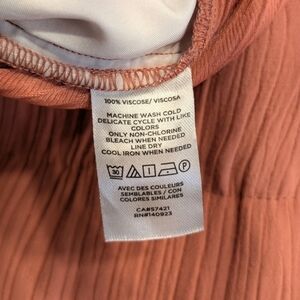 100% VISCOSE/ VISCOSA
MACHINE WASH COLD
DELICATE CYCLE WITH LIKE
COLORS
ONLY NON-CHLORINE
BLEACH WHEN NEEDED
LINE DRY
COOL IRON WHEN NEEDED
30 P
AVEC DES COULEURS
SEMBLABLES / CON
COLORES SIMILARES
CA#57421
RN#140923